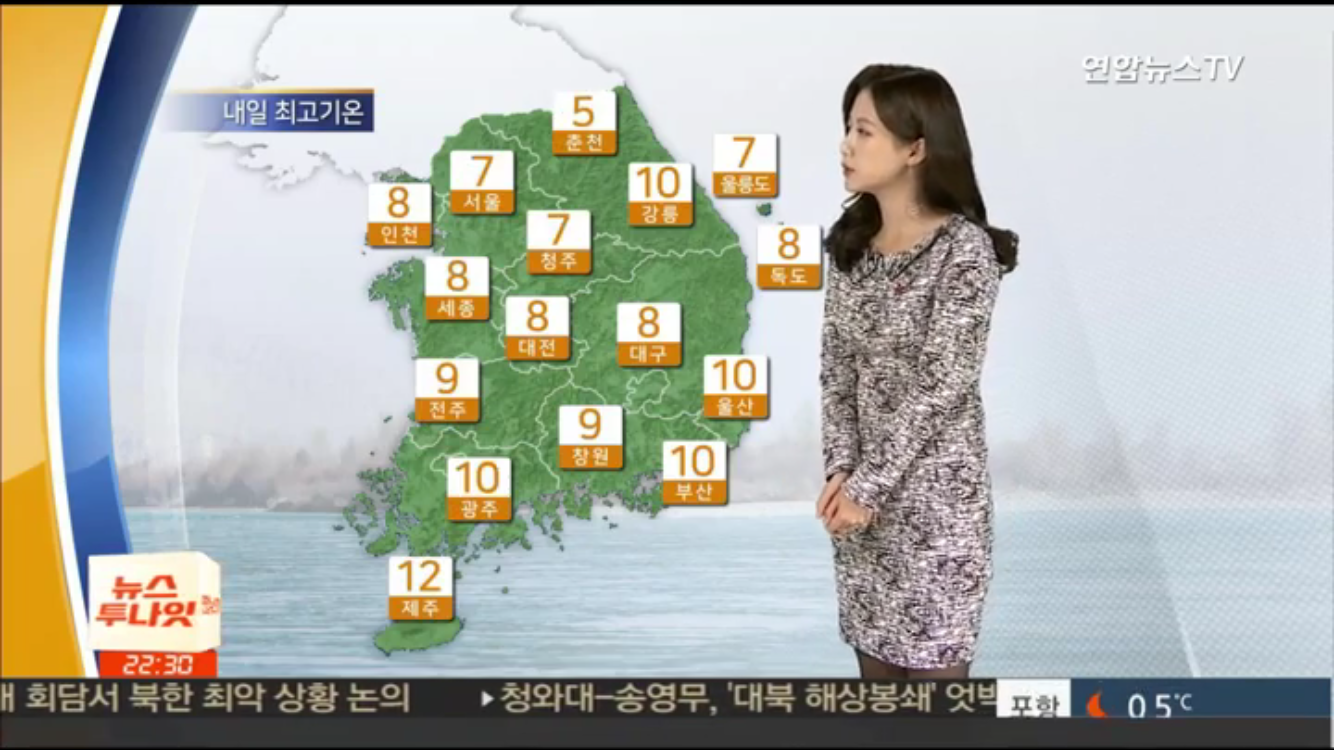 연합뉴스TV
내일 최고기온
5
춘천
7
서울
10
강릉
7
울릉도
8
인천
7
청주
8
독도
8
세종
8
대전
8
대구
9
전주
10
울산
9
창원
10
광주
10
부산
12
제주
뉴스
투나잇
22:30
회담서 북한 최악 상황 논의
▶청와대-송영무, '대북 해상봉쇄'
포항
0.5℃